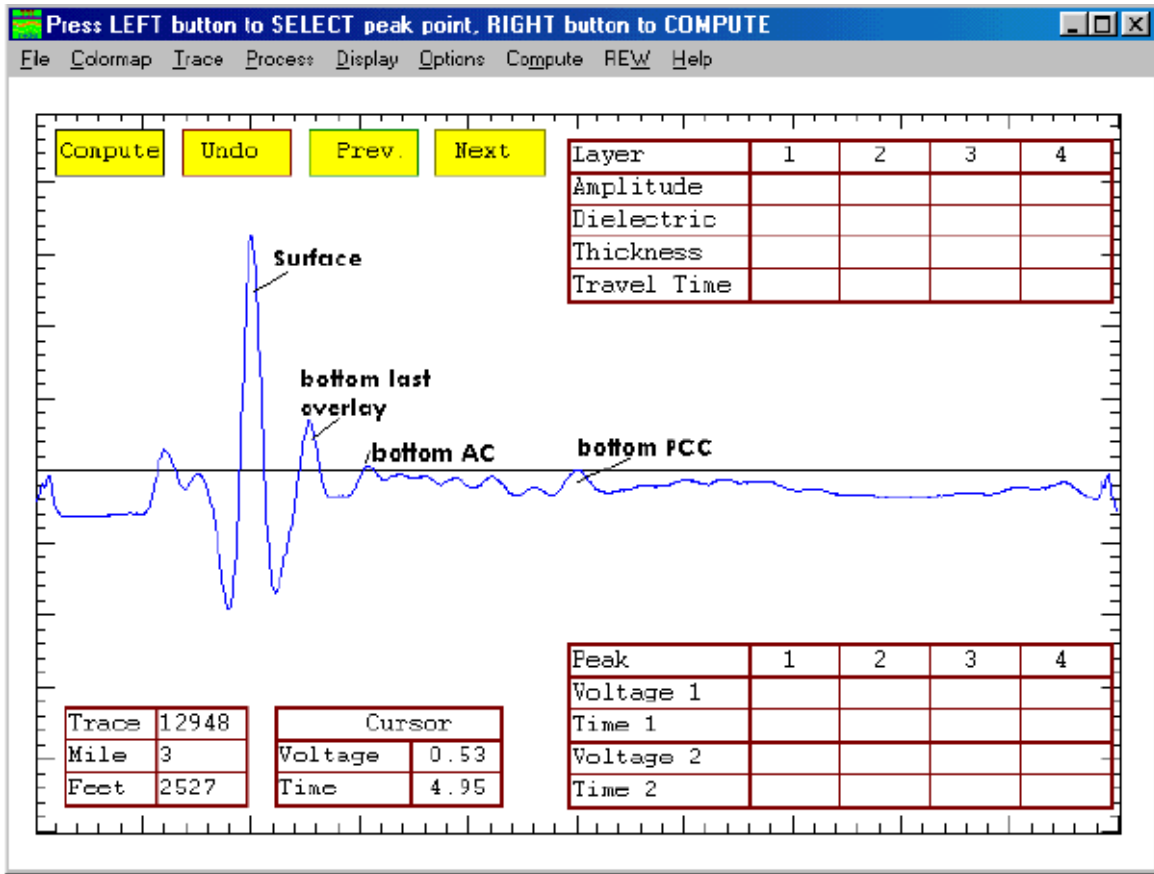 Press LEFT button to SELECT peak point, RIGHT button to COMPUTE
File Colormap Trace Process Display Options Compute REW Help
Compute Undo Prev. Next
Layer 1 2 3 4
Amplitude
Dielectric
Thickness
Travel Time
Surface
bottom last
overlay
bottom AC
bottom PCC
Peak 1 2 3 4
Voltage 1
Time 1
Voltage 2
Time 2
Trace 12948
Mile 3
Feet 2527
Cursor
Voltage 0.53
Time 4.95